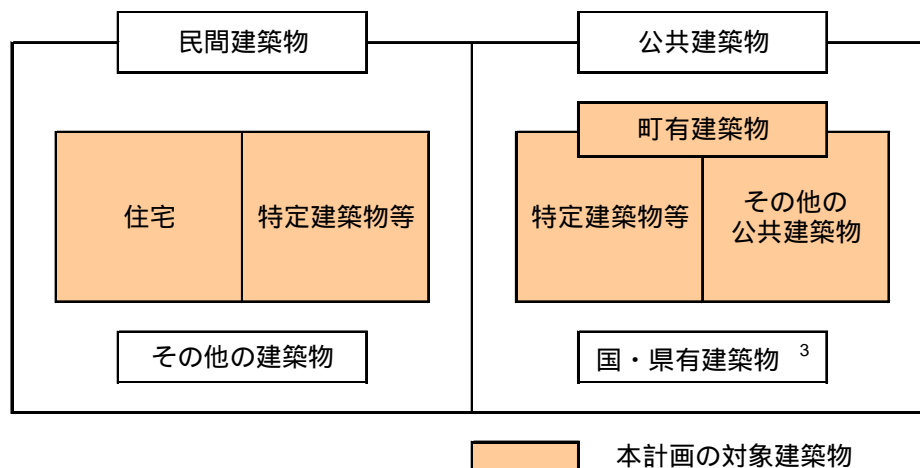 民間建築物
公共建築物
町有建築物
住宅
特定建築物等
特定建築物等
その他の
公共建築物
その他の建築物
国・県有建築物 3
本計画の対象建築物